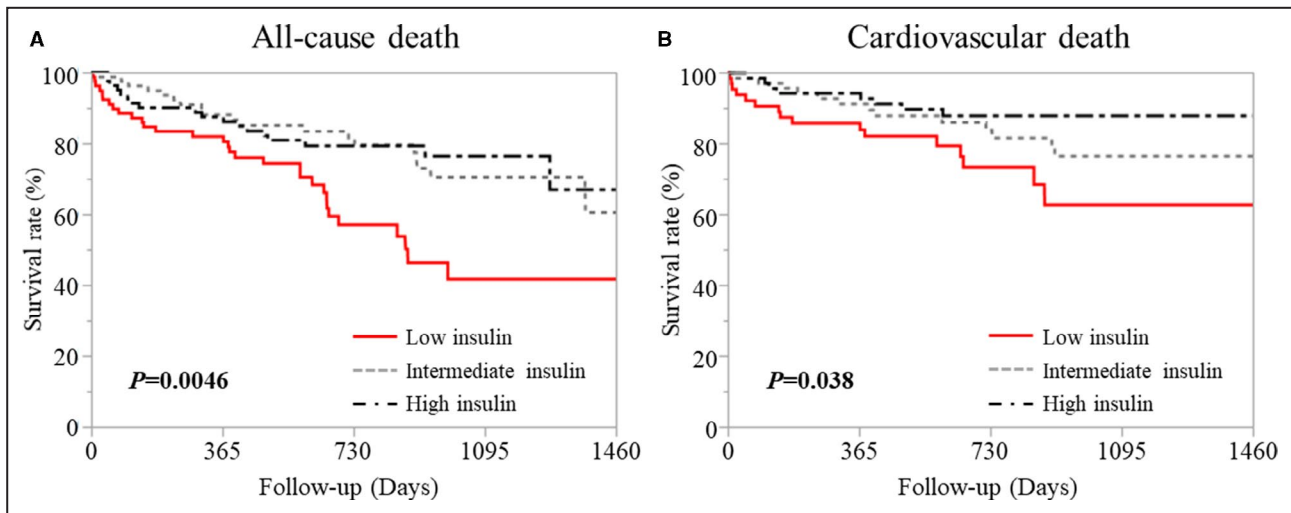 A
All-cause death
Survival rate (%)
100
80
60
40
20
0
Low insulin
Intermediate insulin
High insulin
P=0.0046
0 365 730 1095 1460
Follow-up (Days)
B
Cardiovascular death
Survival rate (%)
100
80
60
40
20
0
Low insulin
Intermediate insulin
High insulin
P=0.038
0 365 730 1095 1460
Follow-up (Days)